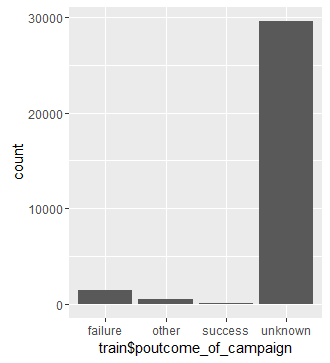 30000
20000
10000
0
count
failure other success unknown
train$poutcome_of_campaign